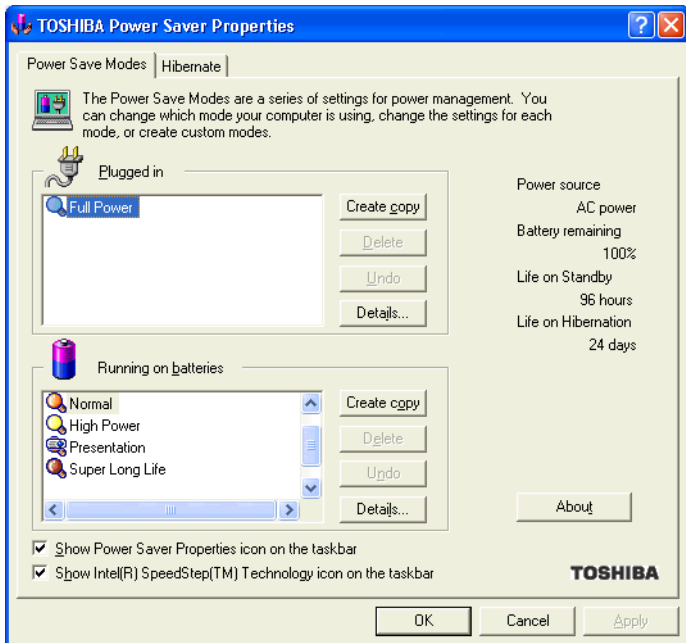 TOSHIBA Power Saver Properties
Power Save Modes
Hibernate
The Power Save Modes are a series of settings for power management. You
can change which mode your computer is using, change the settings for each
mode, or create custom modes.
Plugged in
Full Power
Create copy
Delete
Undo
Details...
Power source
AC power
Battery remaining
100%
Life on Standby
96 hours
Life on Hibernation
24 days
Running on batteries
Normal
High Power
Presentation
Super Long Life
Create copy
Delete
Undo
Details...
About
Show Power Saver Properties icon on the taskbar
Show Intel(R) SpeedStep(TM) Technology icon on the taskbar
TOSHIBA
OK
Cancel
Apply